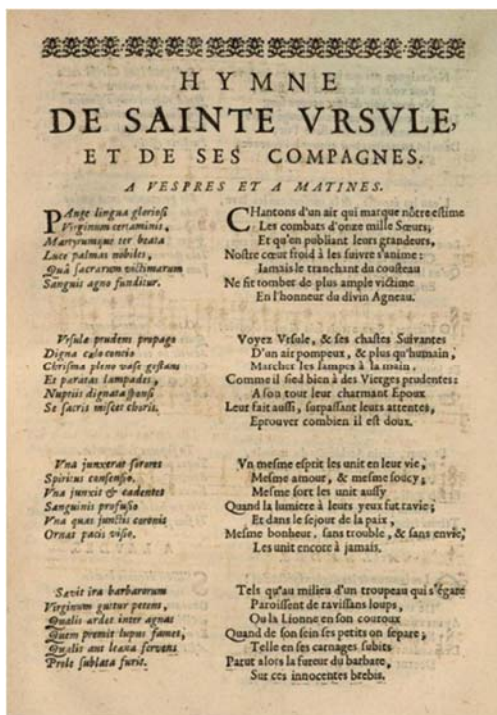 HYMNE
DE SAINTE VRSVLE,
ET DE SES COMPAGNES.
A VESPRES ET A MATINES.
PAnge lingua gloriosi
Virginum certaminis,
Martyrumque ter beata
Luce palmas nobiles,
Quâ sacrarum victimarum
Sanguis agno funditur.
CHantons d'un air qui marque nôtre estime
Les combats d'onze mille Sœurs;
Et qu'en publiant leurs grandeurs,
Nostre cœur froid à les suivre s'anime:
Iamais le tranchant du cousteau
Ne fit tomber de plus ample victime
En l'honneur du divin Agneau.
Vrsula prudens propago
Digna cælo concio
Chrisma pleno vase gestans
Et paratas lampades,
Nuptiis dignata sponsi
Se sacris miscet choris.
Voyez Vrsule, & ses chastes Suivantes
D'un air pompeux, & plus qu'humain,
Marcher les lampes à la main,
Comme il sied bien à des Vierges prudentes:
A son tour leur charmant Epoux
Leur fait aussi, surpassant leurs attentes,
Eprouver combien il est doux.
Vna junxerat sorores
Spiritus consensio,
Vna junxit & cadentes
Sanguinis profusio
Vna quas junctis coronis
Ornat pacis visio.
Vn mesme esprit les unit en leur vie,
Mesme amour, & mesme soucy;
Mesme sort les unit aussy
Quand la lumiere à leurs yeux fut ravie;
Et dans le sejour de la paix,
Mesme bonheur, sans trouble, & sans envie,
Les unit encore à jamais.
Sævit ira barbarorum
Virginum guttur petens,
Qualis ardet inter agnas
Quem premit lupus fames,
Qualis aut leana fervens
Prole sublata furit.
Tels qu'au milieu d'un troupeau qui s'égare
Paroissent de ravissans loups,
Ou la Lionne en son couroux
Quand de son sein ses petits on separe;
Telle en ses carnages subits
Parut alors la fureur du barbare,
Sur ces innocentes brebis.